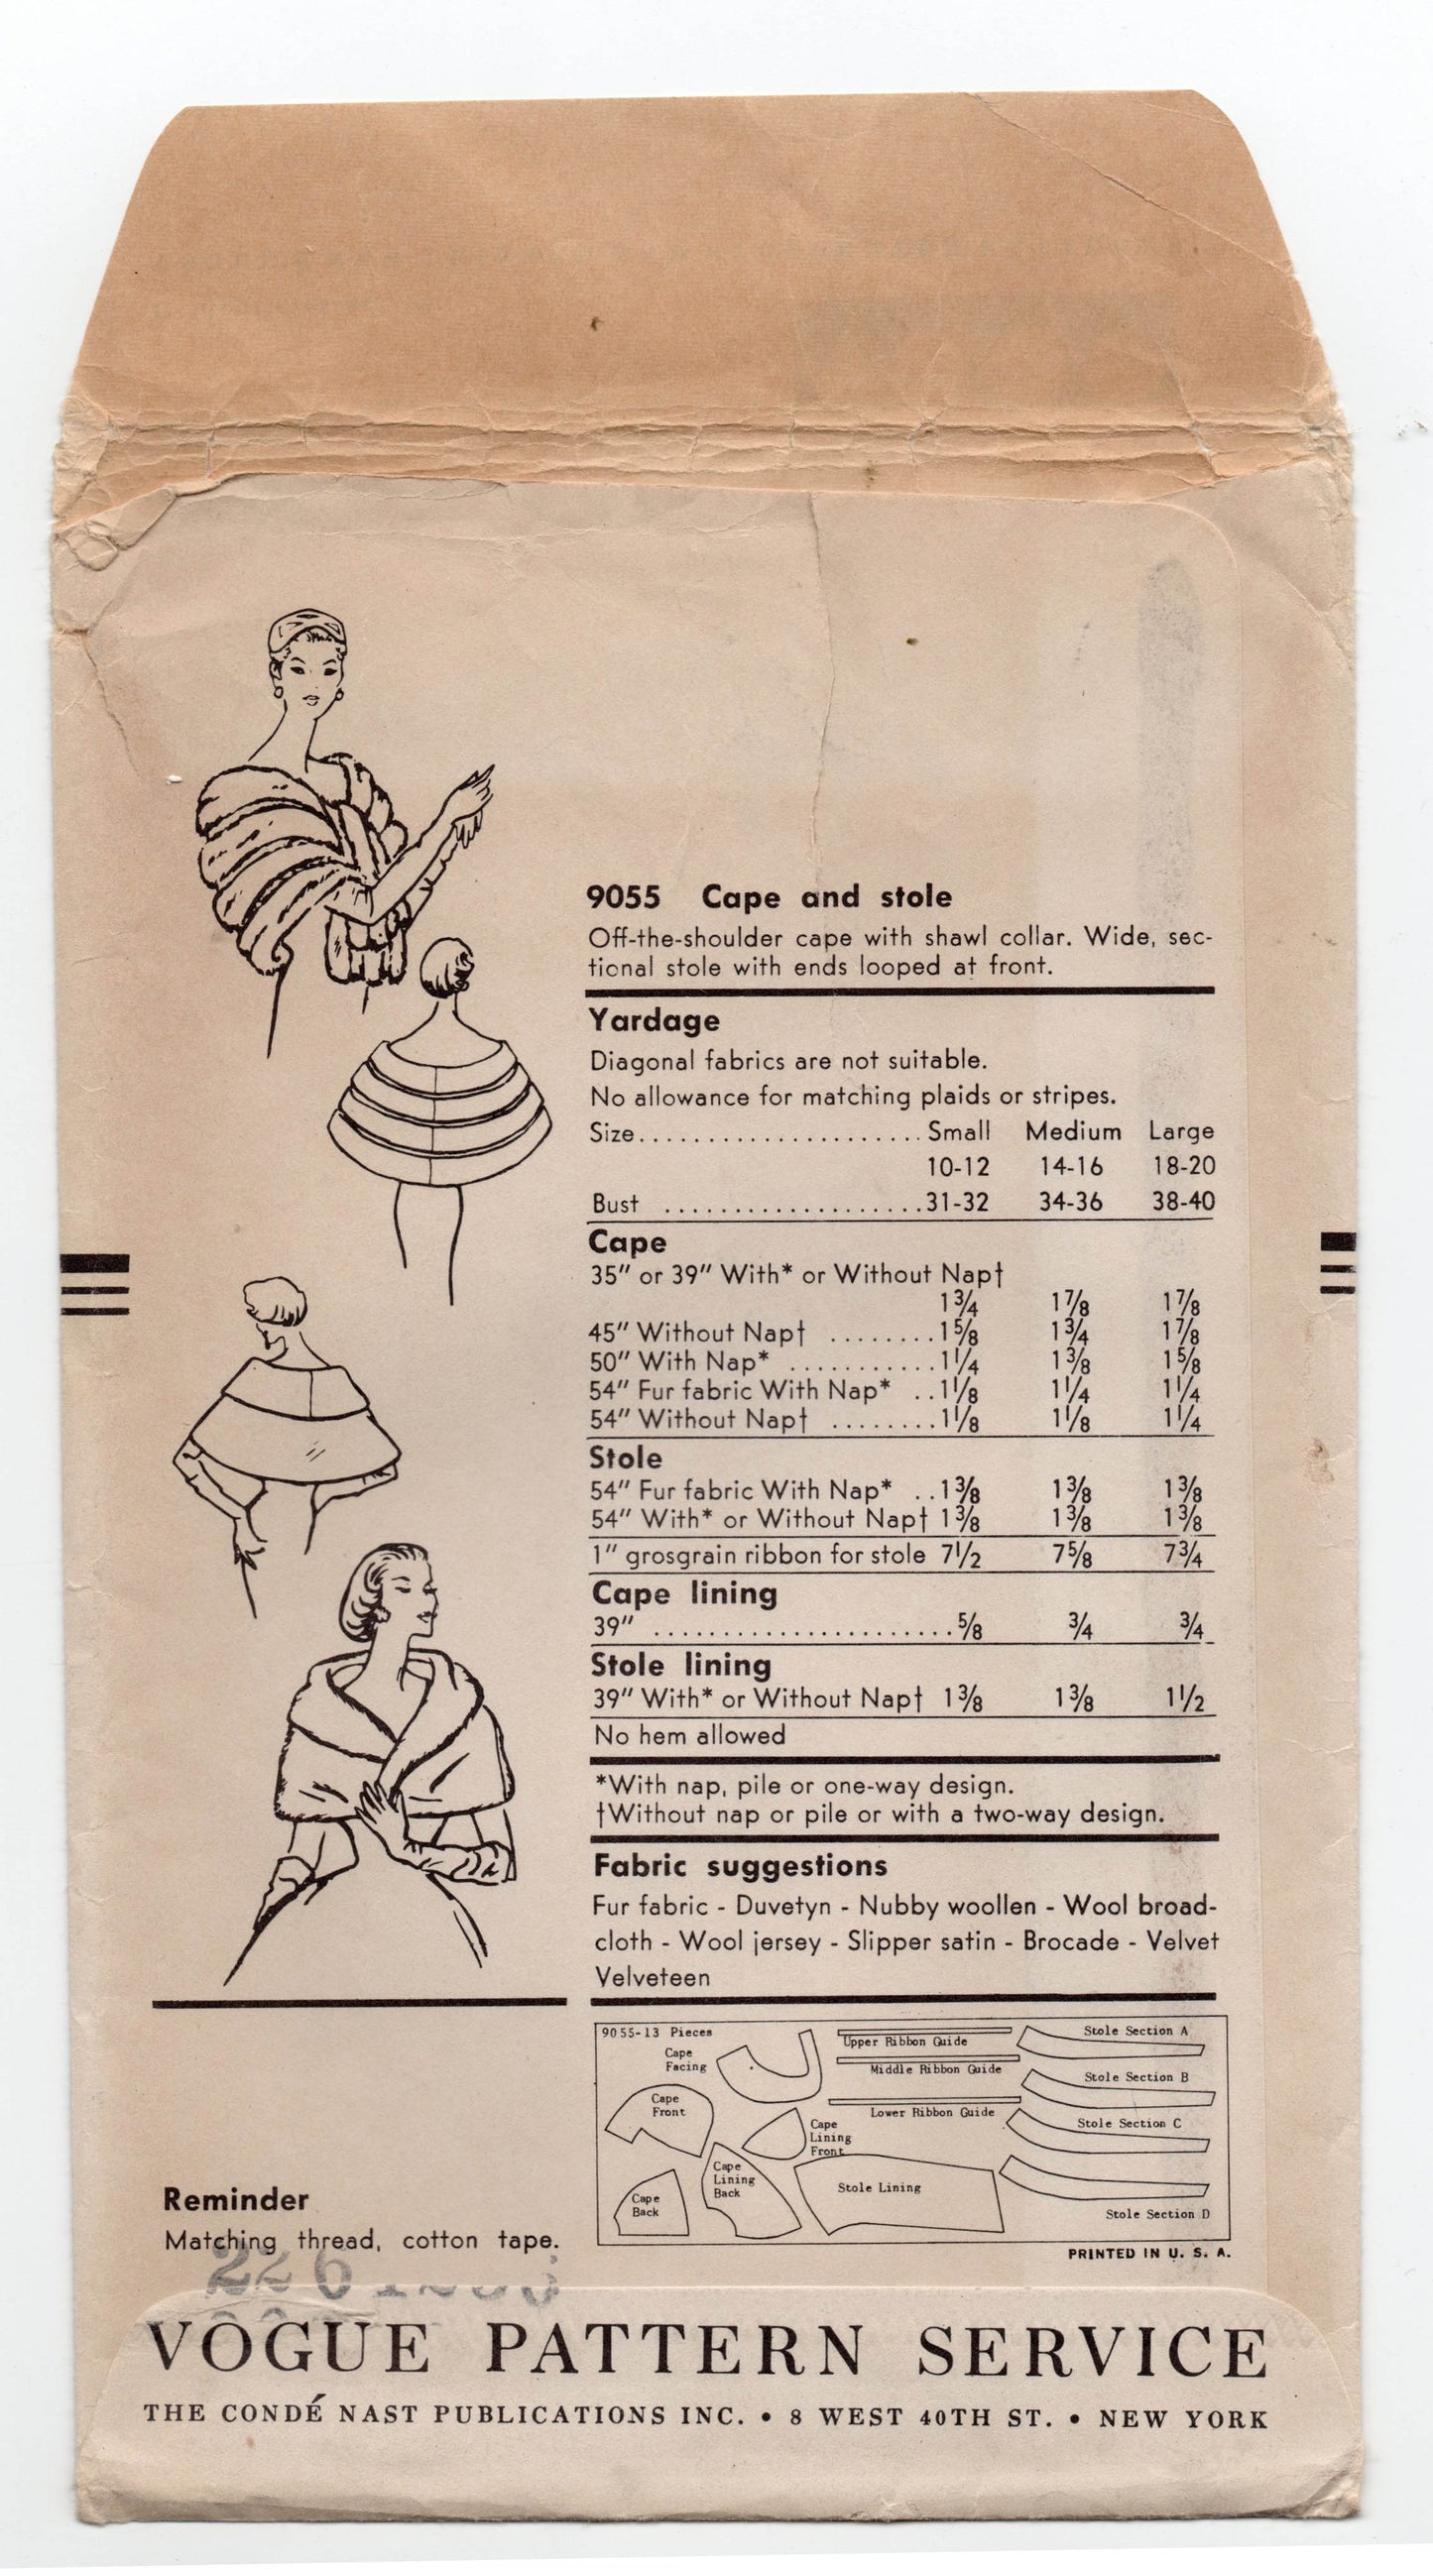 9055 Cape and stole
Off-the-shoulder cape with shawl collar. Wide, sec-
tional stole with ends looped at front.
Yardage
Diagonal fabrics are not suitable.
No allowance for matching plaids or stripes.
Size...................... Small Medium Large
10-12 14-16 18-20
Bust ...................31-32 34-36 38-40
Cape
35" or 39" With* or Without Nap†
1¾ 1⅞ 1⅞
45" Without Nap† ........1⅝ 1¾ 1⅞
50" With Nap* ...........1¼ 1⅜ 1⅝
54" Fur fabric With Nap* ..1⅛ 1¼ 1¼
54" Without Nap† ........1⅛ 1⅛ 1¼
Stole
54" Fur fabric With Nap* ..1⅜ 1⅜ 1⅜
54" With* or Without Nap† 1⅜ 1⅜ 1⅜
1" grosgrain ribbon for stole 7½ 7⅝ 7¾
Cape lining
39" ......................⅝ ¾ ¾
Stole lining
39" With* or Without Nap† 1⅜ 1⅜ 1½
No hem allowed
*With nap, pile or one-way design.
†Without nap or pile or with a two-way design.
Fabric suggestions
Fur fabric - Duvetyn - Nubby woollen - Wool broad-
cloth - Wool jersey - Slipper satin - Brocade - Velvet
Velveteen
9055-13 Pieces
Cape
Facing
Upper Ribbon Guide
Stole Section A
Middle Ribbon Guide
Stole Section B
Cape
Front
Lower Ribbon Guide
Stole Section C
Cape
Lining
Front
Cape
Lining
Back
Stole Lining
Cape
Back
Stole Section D
PRINTED IN U. S. A.
Reminder
Matching thread, cotton tape.
226
VOGUE PATTERN SERVICE
THE CONDÉ NAST PUBLICATIONS INC. • 8 WEST 40TH ST. • NEW YORK